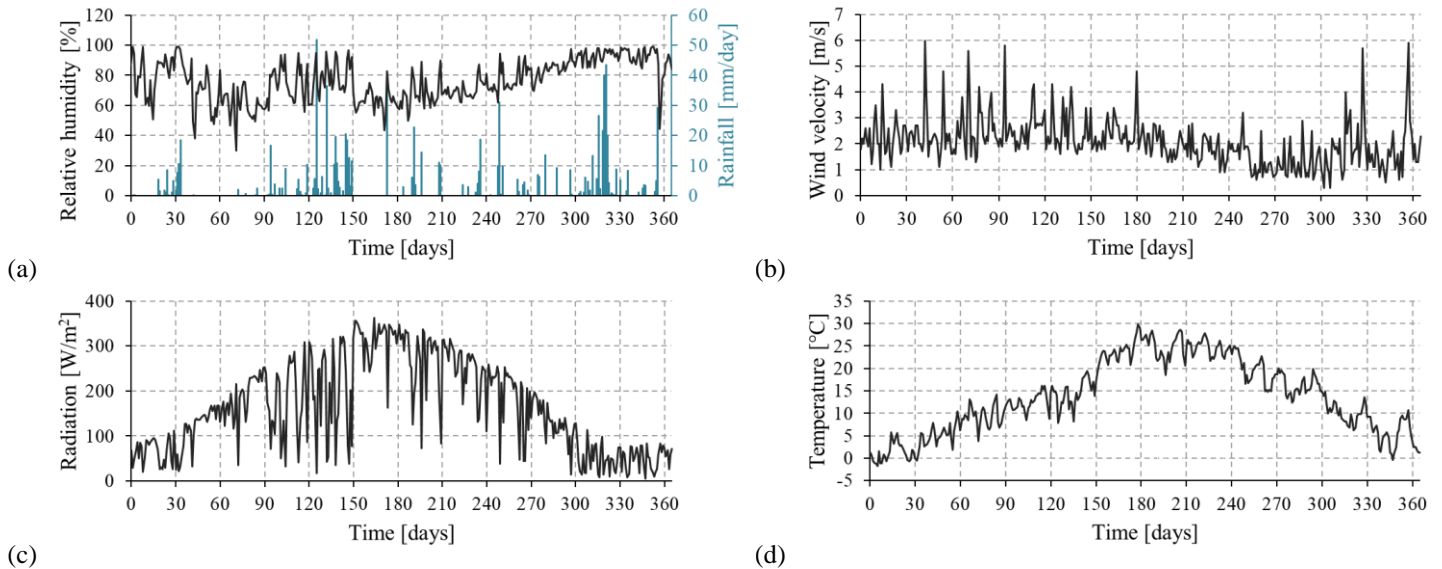 Relative humidity [%]
120
100
80
60
40
20
0
0 30 60 90 120 150 180 210 240 270 300 330 360
Time [days]
60
50
40
30
20
10
0
Rainfall [mm/day]
(a)
Wind velocity [m/s]
7
6
5
4
3
2
1
0
0 30 60 90 120 150 180 210 240 270 300 330 360
Time [days]
(b)
Radiation [W/m²]
400
300
200
100
0
0 30 60 90 120 150 180 210 240 270 300 330 360
Time [days]
(c)
Temperature [°C]
35
30
25
20
15
10
5
0
-5
0 30 60 90 120 150 180 210 240 270 300 330 360
Time [days]
(d)